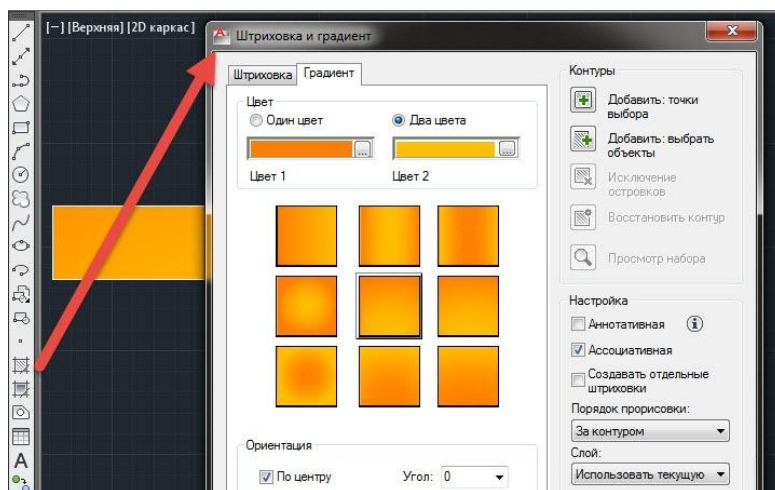 [−] [Верхняя] [2D каркас]
Штриховка и градиент
Штриховка Градиент
Цвет
Один цвет Два цвета
... ...
Цвет 1 Цвет 2
Ориентация
По центру Угол: 0
Контуры
Добавить: точки
выбора
Добавить: выбрать
объекты
Исключение
островков
Восстановить контур
Просмотр набора
Настройка
Аннотативная
Ассоциативная
Создавать отдельные
штриховки
Порядок прорисовки:
За контуром
Слой:
Использовать текущую
A